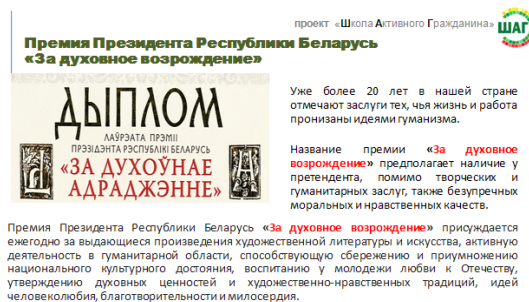 проект «Школа Активного Гражданина»
ШАГ
Премия Президента Республики Беларусь
«За духовное возрождение»
ДЫПЛОМ
ЛАЎРЭАТА ПРЭМІІ
ПРЭЗІДЭНТА РЭСПУБЛІКІ БЕЛАРУСЬ
«ЗА ДУХОЎНАЕ
АДРАДЖЭННЕ»
Уже более 20 лет в нашей стране
отмечают заслуги тех, чья жизнь и работа
пронизаны идеями гуманизма.
Название премии «За духовное
возрождение» предполагает наличие у
претендента, помимо творческих и
гуманитарных заслуг, также безупречных
моральных и нравственных качеств.
Премия Президента Республики Беларусь «За духовное возрождение» присуждается
ежегодно за выдающиеся произведения художественной литературы и искусства, активную
деятельность в гуманитарной области, способствующую сбережению и приумножению
национального культурного достояния, воспитанию у молодежи любви к Отечеству,
утверждению духовных ценностей и художественно-нравственных традиций, идей
человеколюбия, благотворительности и милосердия.